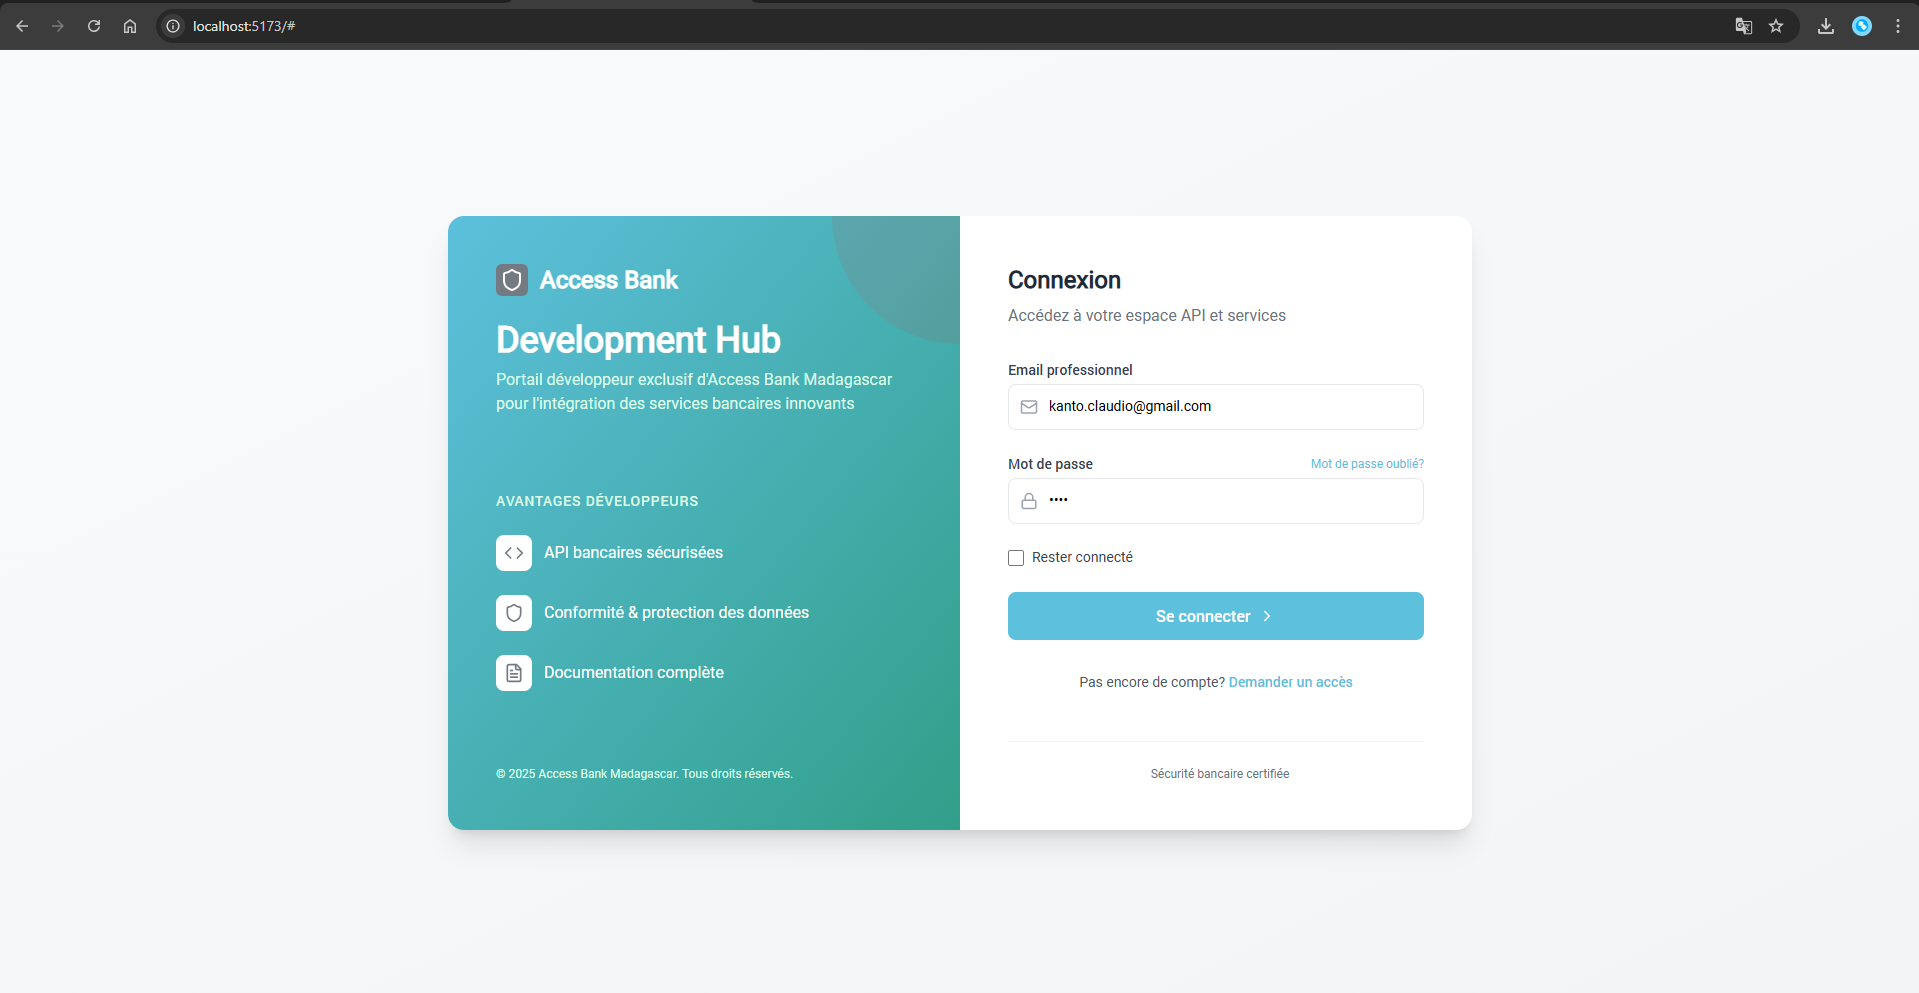 localhost:5173/#
Access Bank
Development Hub
Portail développeur exclusif d'Access Bank Madagascar
pour l'intégration des services bancaires innovants
AVANTAGES DÉVELOPPEURS
API bancaires sécurisées
Conformité & protection des données
Documentation complète
© 2025 Access Bank Madagascar. Tous droits réservés.
Connexion
Accédez à votre espace API et services
Email professionnel
kanto.claudio@gmail.com
Mot de passe Mot de passe oublié?
••••
Rester connecté
Se connecter
Pas encore de compte? Demander un accès
Sécurité bancaire certifiée